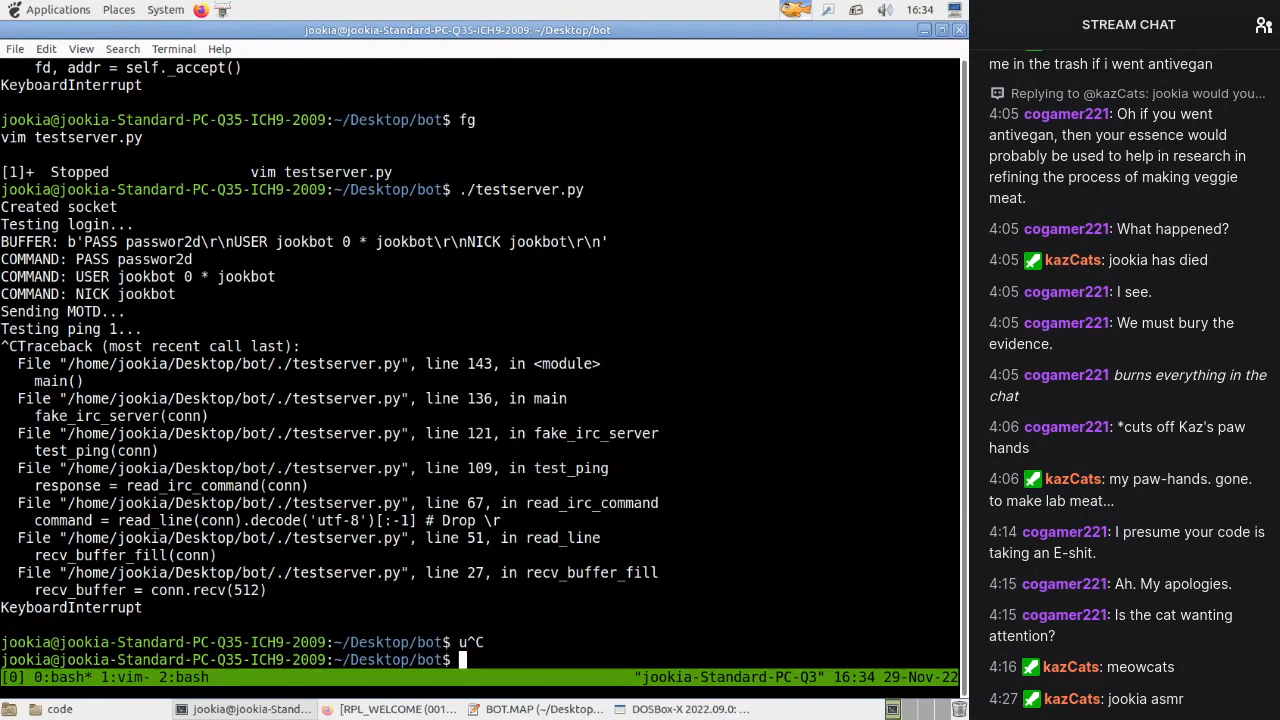 Applications Places System 16:34
jookia@jookia-Standard-PC-Q35-ICH9-2009: ~/Desktop/bot
File Edit View Search Terminal Help
fd, addr = self._accept()
KeyboardInterrupt
jookia@jookia-Standard-PC-Q35-ICH9-2009:~/Desktop/bot$ fg
vim testserver.py
[1]+  Stopped                 vim testserver.py
jookia@jookia-Standard-PC-Q35-ICH9-2009:~/Desktop/bot$ ./testserver.py
Created socket
Testing login...
BUFFER: b'PASS passwor2d\r\nUSER jookbot 0 * jookbot\r\nNICK jookbot\r\n'
COMMAND: PASS passwor2d
COMMAND: USER jookbot 0 * jookbot
COMMAND: NICK jookbot
Sending MOTD...
Testing ping 1...
^CTraceback (most recent call last):
File "/home/jookia/Desktop/bot/./testserver.py", line 143, in <module>
main()
File "/home/jookia/Desktop/bot/./testserver.py", line 136, in main
fake_irc_server(conn)
File "/home/jookia/Desktop/bot/./testserver.py", line 121, in fake_irc_server
test_ping(conn)
File "/home/jookia/Desktop/bot/./testserver.py", line 109, in test_ping
response = read_irc_command(conn)
File "/home/jookia/Desktop/bot/./testserver.py", line 67, in read_irc_command
command = read_line(conn).decode('utf-8')[:-1] # Drop \r
File "/home/jookia/Desktop/bot/./testserver.py", line 51, in read_line
recv_buffer_fill(conn)
File "/home/jookia/Desktop/bot/./testserver.py", line 27, in recv_buffer_fill
recv_buffer = conn.recv(512)
KeyboardInterrupt
jookia@jookia-Standard-PC-Q35-ICH9-2009:~/Desktop/bot$ u^C
jookia@jookia-Standard-PC-Q35-ICH9-2009:~/Desktop/bot$
[0] 0:bash* 1:vim- 2:bash "jookia-Standard-PC-Q3" 16:34 29-Nov-22
code jookia@jookia-Stand... [RPL_WELCOME (001... BOT.MAP (~/Desktop... DOSBox-X 2022.09.0: ...
STREAM CHAT
me in the trash if i went antivegan
Replying to @kazCats: jookia would you...
4:05 cogamer221: Oh if you went
antivegan, then your essence would
probably be used to help in research in
refining the process of making veggie
meat.
4:05 cogamer221: What happened?
4:05 kazCats: jookia has died
4:05 cogamer221: I see.
4:05 cogamer221: We must bury the
evidence.
4:05 cogamer221 burns everything in the
chat
4:06 cogamer221: *cuts off Kaz's paw
hands
4:06 kazCats: my paw-hands. gone.
to make lab meat...
4:14 cogamer221: I presume your code is
taking an E-shit.
4:15 cogamer221: Ah. My apologies.
4:15 cogamer221: Is the cat wanting
attention?
4:16 kazCats: meowcats
4:27 kazCats: jookia asmr